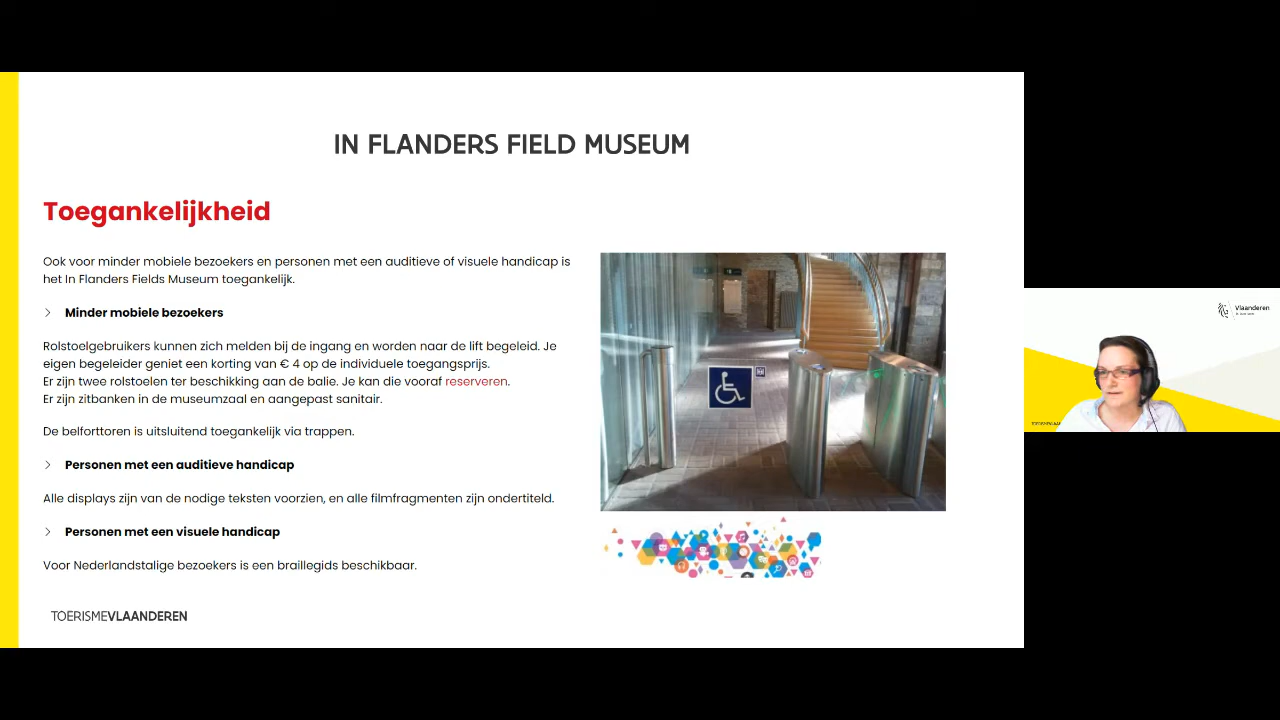 IN FLANDERS FIELD MUSEUM
Toegankelijkheid
Ook voor minder mobiele bezoekers en personen met een auditieve of visuele handicap is
het In Flanders Fields Museum toegankelijk.
Minder mobiele bezoekers
Rolstoelgebruikers kunnen zich melden bij de ingang en worden naar de lift begeleid. Je
eigen begeleider geniet een korting van € 4 op de individuele toegangsprijs.
Er zijn twee rolstoelen ter beschikking aan de balie. Je kan die vooraf reserveren.
Er zijn zitbanken in de museumzaal en aangepast sanitair.
De belforttoren is uitsluitend toegankelijk via trappen.
Personen met een auditieve handicap
Alle displays zijn van de nodige teksten voorzien, en alle filmfragmenten zijn ondertiteld.
Personen met een visuele handicap
Voor Nederlandstalige bezoekers is een braillegids beschikbaar.
TOERISMEVLAANDEREN
Vlaanderen